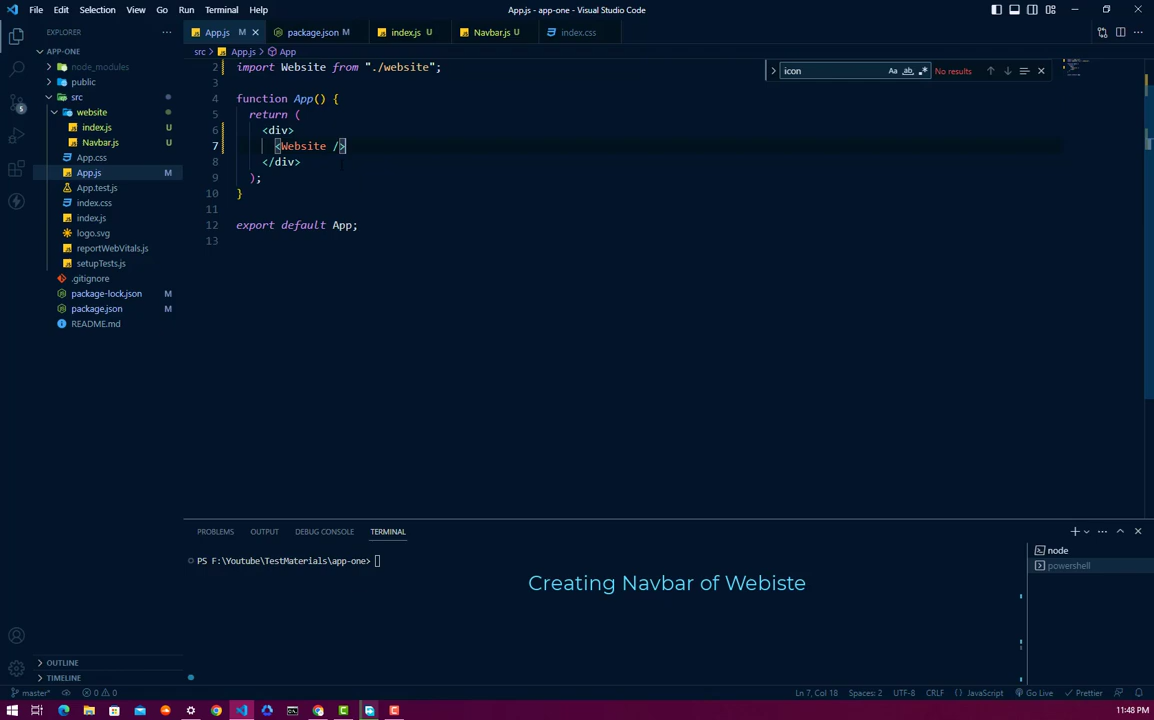 File Edit Selection View Go Run Terminal Help
App.js - app-one - Visual Studio Code
EXPLORER
APP-ONE
node_modules
public
src
website
index.js U
Navbar.js U
App.css
App.js M
App.test.js
index.css
index.js
logo.svg
reportWebVitals.js
setupTests.js
.gitignore
package-lock.json M
package.json M
README.md
OUTLINE
TIMELINE
5
App.js M
package.json M
index.js U
Navbar.js U
index.css
src > App.js > App
icon
Aa ab .*
No results
2 import Website from "./website";
3
4 function App() {
5 return (
6 <div>
7 <Website />
8 </div>
9 );
10 }
11
12 export default App;
13
PROBLEMS OUTPUT DEBUG CONSOLE TERMINAL
PS F:\Youtube\TestMaterials\app-one>
node
powershell
Creating Navbar of Webiste
master* 0 0
Ln 7, Col 18 Spaces: 2 UTF-8 CRLF {} JavaScript Go Live Prettier
11:48 PM